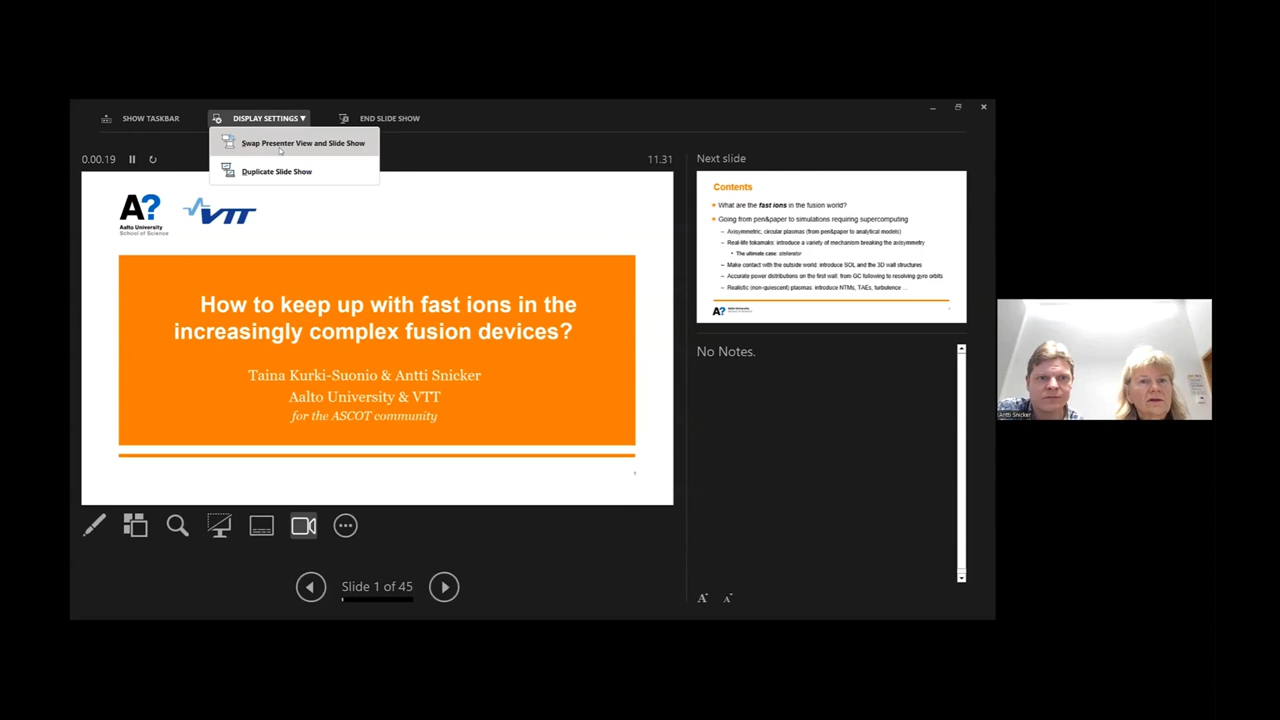 SHOW TASKBAR
DISPLAY SETTINGS ▼
END SLIDE SHOW
Swap Presenter View and Slide Show
Duplicate Slide Show
0.00.19
11.31
A?
Aalto University
School of Science
VTT
How to keep up with fast ions in the
increasingly complex fusion devices?
Taina Kurki-Suonio & Antti Snicker
Aalto University & VTT
for the ASCOT community
Slide 1 of 45
Next slide
Contents
What are the fast ions in the fusion world?
Going from pen&paper to simulations requiring supercomputing
– Axisymmetric, circular plasmas (from pen&paper to analytical models)
– Real-life tokamaks: introduce a variety of mechanism breaking the axisymmetry
• The ultimate case: stellarator
– Make contact with the outside world: introduce SOL and the 3D wall structures
– Accurate power distributions on the first wall: from GC following to resolving gyro orbits
– Realistic (non-quiescent) plasmas: introduce NTMs, TAEs, turbulence ...
A?
No Notes.
A
A
Antti Snicker